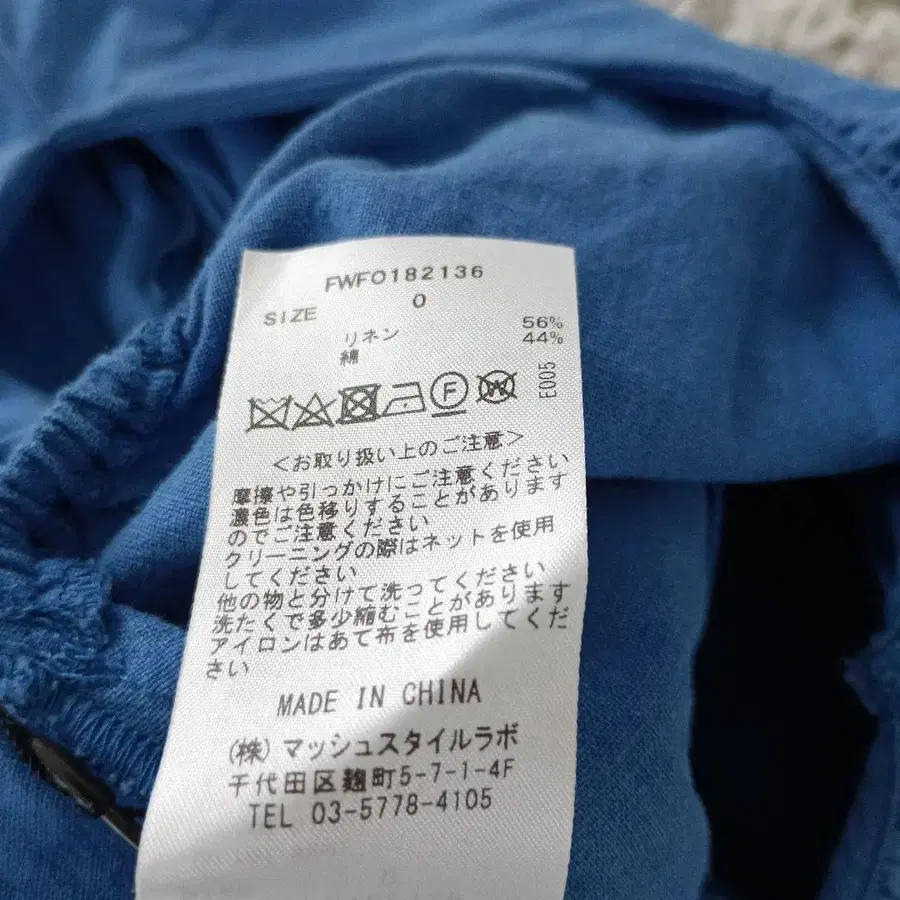 FWFO182136
SIZE 0
リネン 56%
綿 44%
F W
E005
<お取り扱い上のご注意>
摩擦や引っかけにご注意ください
濃色は色移りすることがあります
のでご注意ください
クリーニングの際はネットを使用
してください
他の物と分けて洗ってください
洗たくで多少縮むことがあります
アイロンはあて布を使用してくだ
さい
MADE IN CHINA
(株)マッシュスタイルラボ
千代田区麹町5-7-1-4F
TEL 03-5778-4105